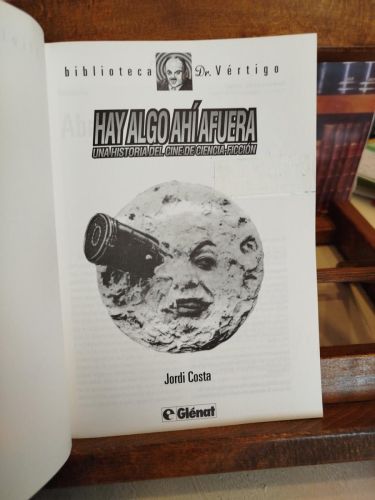 biblioteca Dr. Vértigo
HAY ALGO AHÍ AFUERA
UNA HISTORIA DEL CINE DE CIENCIA-FICCIÓN
Jordi Costa
Glénat